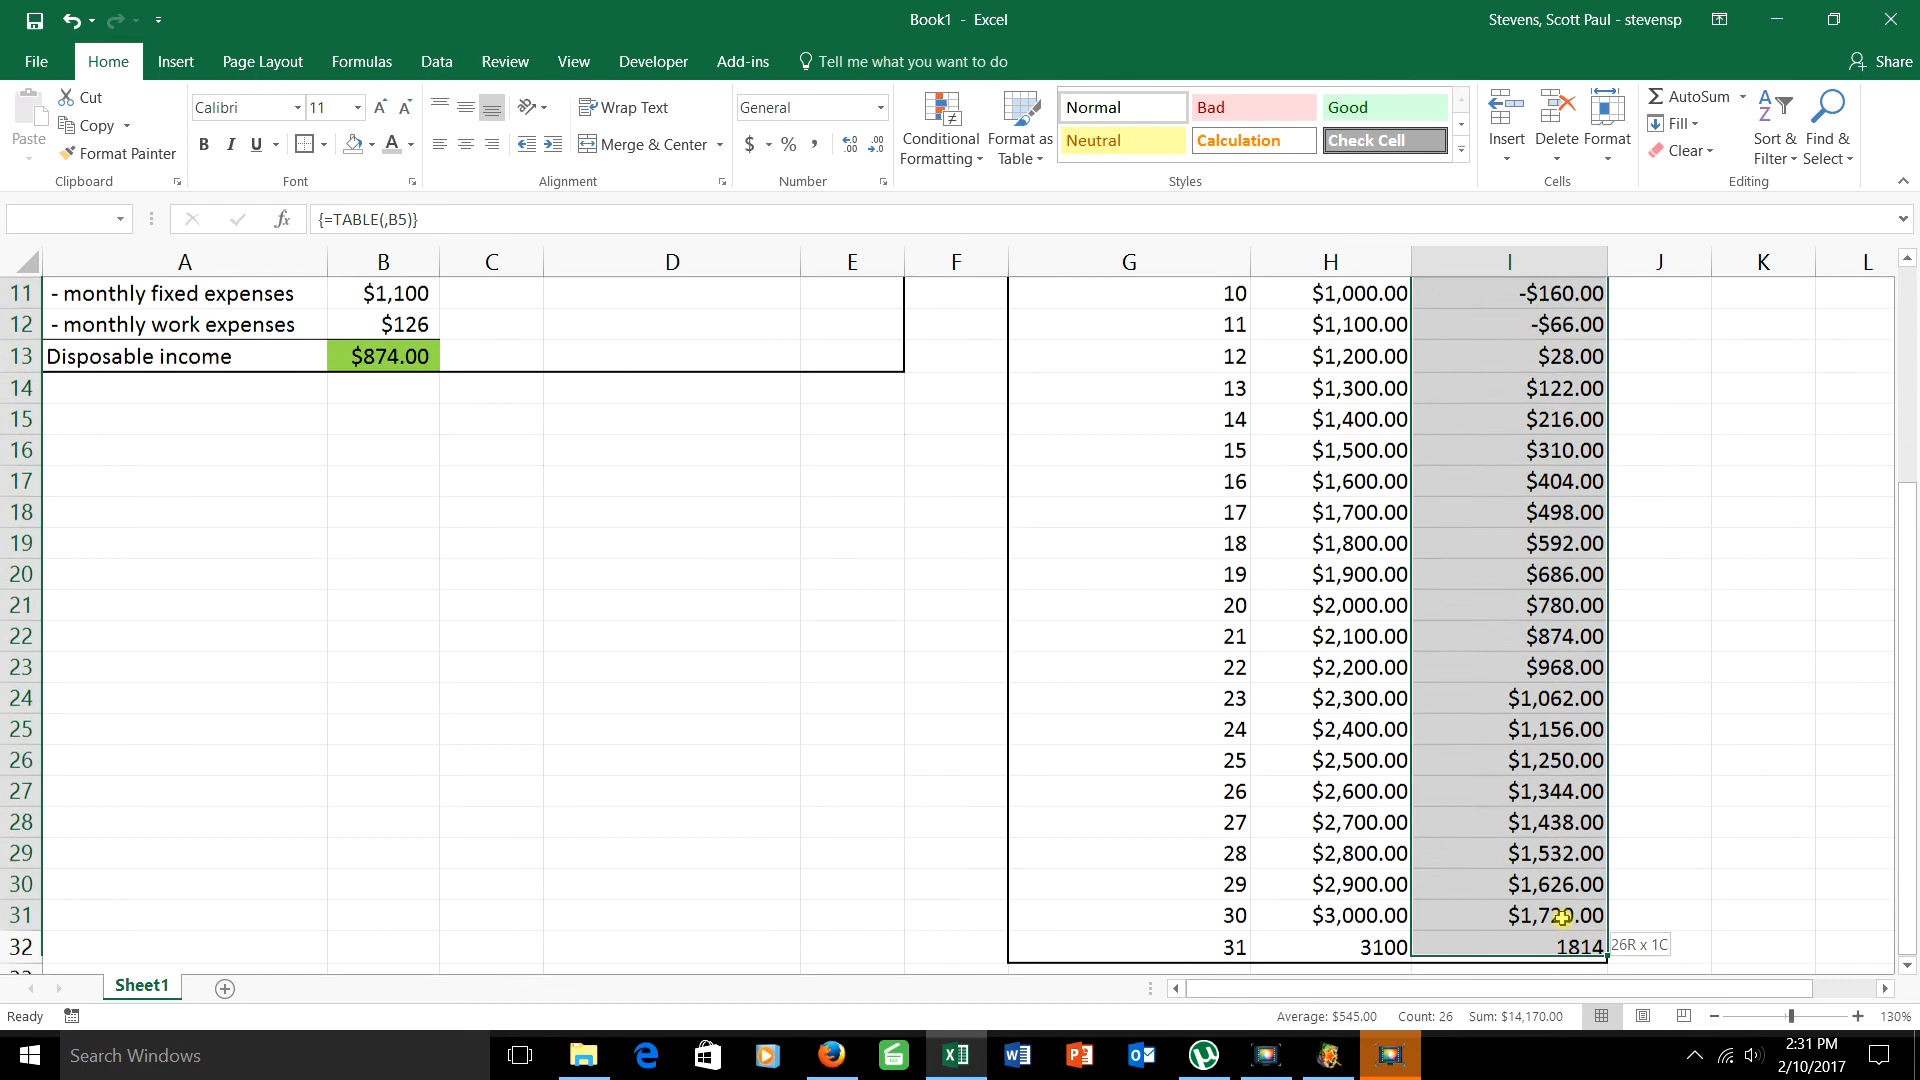 Book1 - Excel
Stevens, Scott Paul - stevensp
File Home Insert Page Layout Formulas Data Review View Developer Add-ins Tell me what you want to do Share
Paste
Cut
Copy
Format Painter
Clipboard
Calibri 11
B I U A
Font
Wrap Text
Merge & Center
Alignment
General
$ % ,
Number
Conditional Formatting
Format as Table
Normal Bad Good
Neutral Calculation Check Cell
Styles
Insert Delete Format
Cells
AutoSum
Fill
Clear
Sort & Filter
Find & Select
Editing
fx {=TABLE(,B5)}
A B C D E F G H I J K L
11 - monthly fixed expenses $1,100 10 $1,000.00 -$160.00
12 - monthly work expenses $126 11 $1,100.00 -$66.00
13 Disposable income $874.00 12 $1,200.00 $28.00
14 13 $1,300.00 $122.00
15 14 $1,400.00 $216.00
16 15 $1,500.00 $310.00
17 16 $1,600.00 $404.00
18 17 $1,700.00 $498.00
19 18 $1,800.00 $592.00
20 19 $1,900.00 $686.00
21 20 $2,000.00 $780.00
22 21 $2,100.00 $874.00
23 22 $2,200.00 $968.00
24 23 $2,300.00 $1,062.00
25 24 $2,400.00 $1,156.00
26 25 $2,500.00 $1,250.00
27 26 $2,600.00 $1,344.00
28 27 $2,700.00 $1,438.00
29 28 $2,800.00 $1,532.00
30 29 $2,900.00 $1,626.00
31 30 $3,000.00 $1,720.00
32 31 3100 1814 26R x 1C
Sheet1
Ready Average: $545.00 Count: 26 Sum: $14,170.00 130%
Search Windows
2:31 PM
2/10/2017